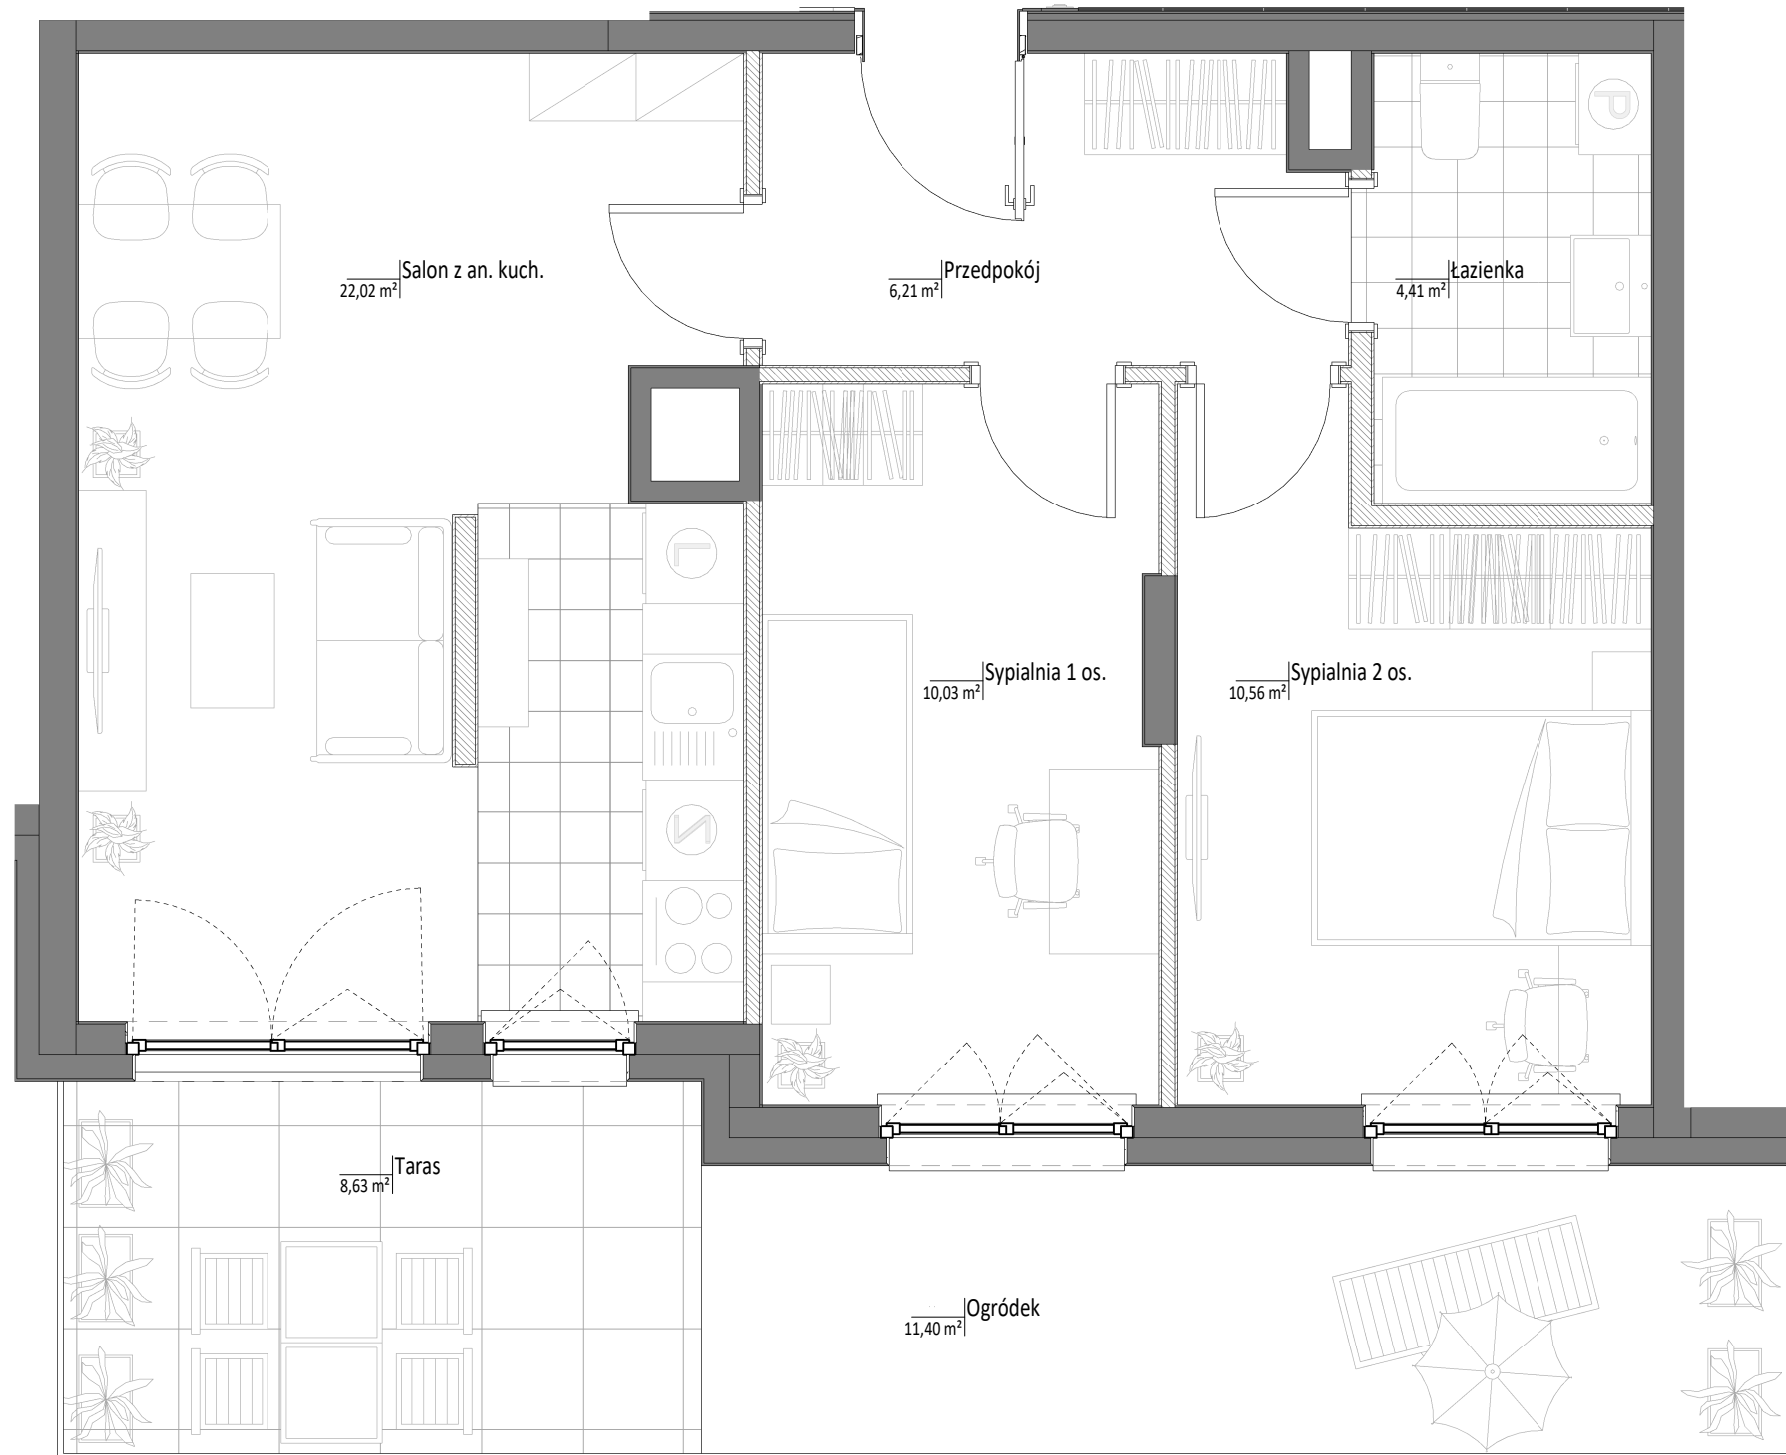 P
Salon z an. kuch.
22,02 m²
Przedpokój
6,21 m²
Łazienka
4,41 m²
L
Sypialnia 1 os.
10,03 m²
Sypialnia 2 os.
10,56 m²
Z
Taras
8,63 m²
Ogródek
11,40 m²